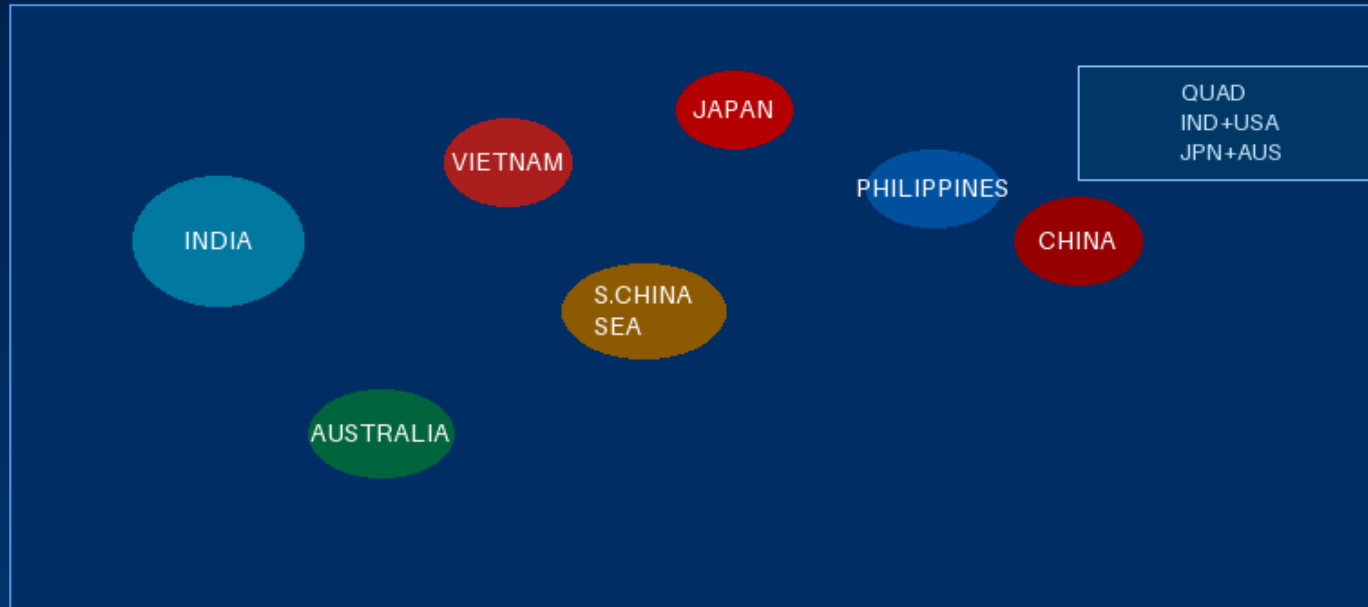 JAPAN
QUAD
IND+USA
JPN+AUS
VIETNAM
PHILIPPINES
INDIA
CHINA
S.CHINA
SEA
AUSTRALIA